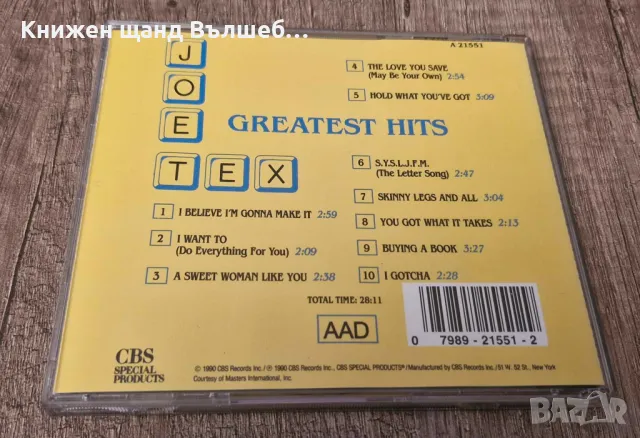 Книжен щанд Вълшеб...
A 21551
JOE
TEX
GREATEST HITS
1 I BELIEVE I'M GONNA MAKE IT 2:59
2 I WANT TO
(Do Everything For You) 2:09
3 A SWEET WOMAN LIKE YOU 2:38
4 THE LOVE YOU SAVE
(May Be Your Own) 2:54
5 HOLD WHAT YOU'VE GOT 3:09
6 S.Y.S.L.J.F.M.
(The Letter Song) 2:47
7 SKINNY LEGS AND ALL 3:04
8 YOU GOT WHAT IT TAKES 2:13
9 BUYING A BOOK 3:27
10 I GOTCHA 2:28
TOTAL TIME: 28:11
AAD
0 7989-21551-2
CBS
SPECIAL
PRODUCTS
© 1990 CBS Records Inc./℗ 1990 CBS Records Inc., CBS SPECIAL PRODUCTS®/Manufactured by CBS Records Inc./51 W. 52 St., New York
Courtesy of Masters International, Inc.
BAZAR
bg